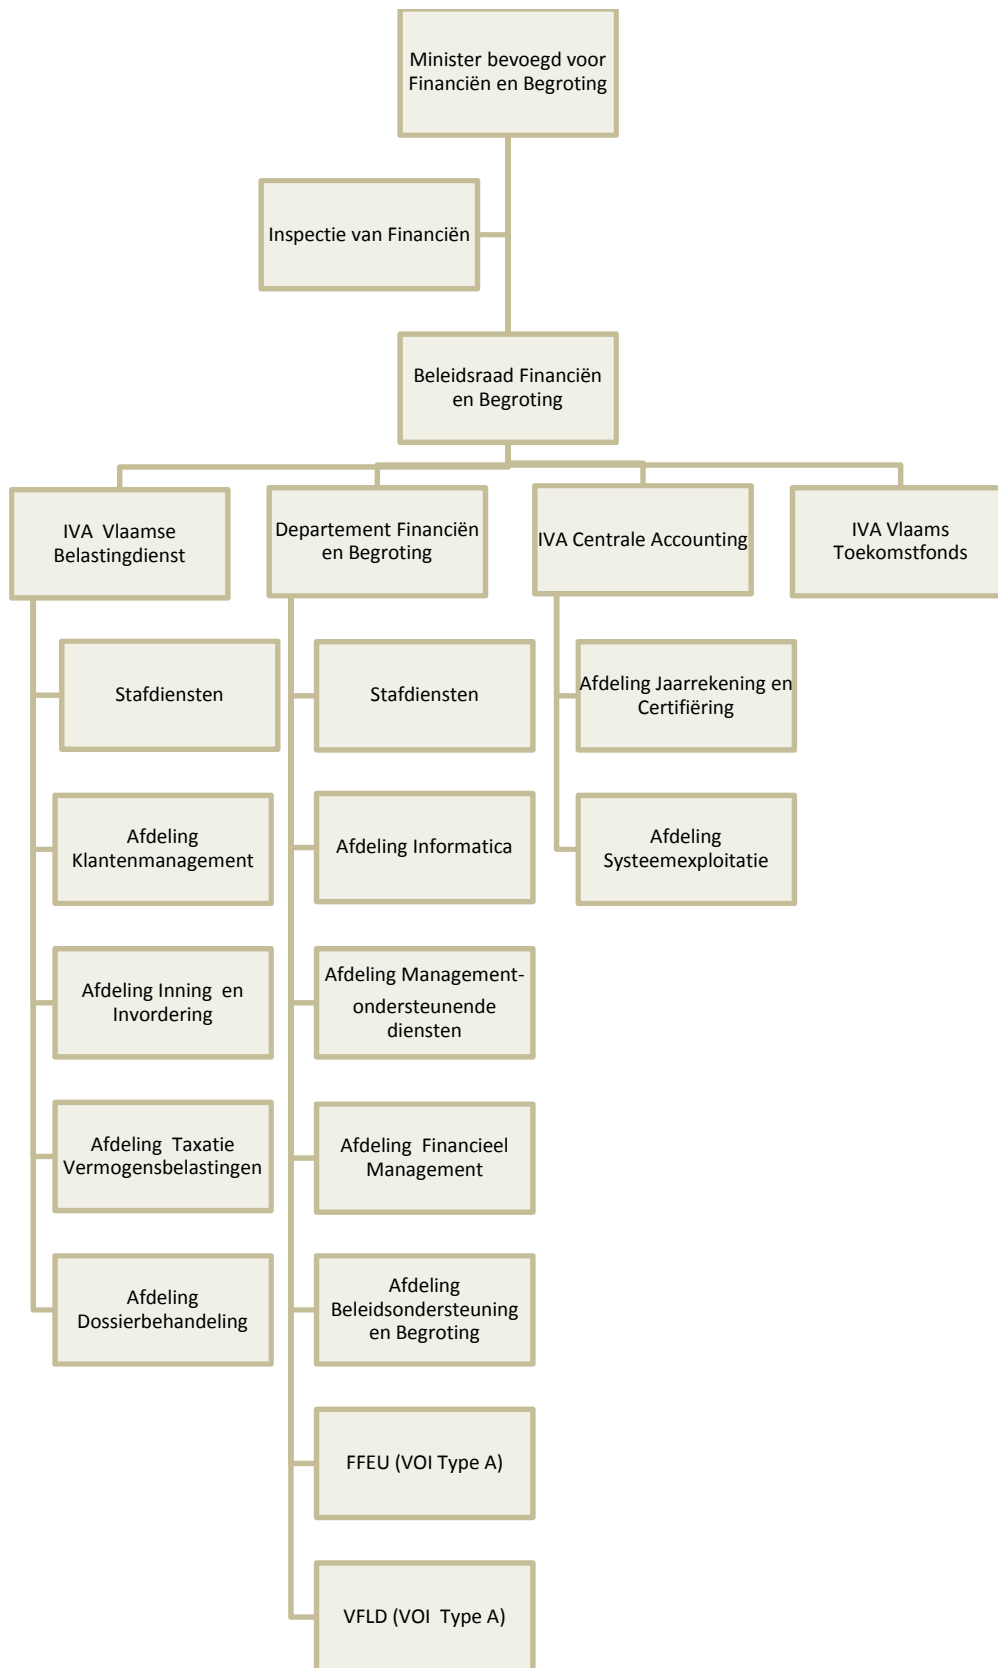 Minister bevoegd voor
Financiën en Begroting
Inspectie van Financiën
Beleidsraad Financiën
en Begroting
IVA Vlaamse
Belastingdienst
Departement Financiën
en Begroting
IVA Centrale Accounting
IVA Vlaams
Toekomstfonds
Stafdiensten
Stafdiensten
Afdeling Jaarrekening en
Certifiëring
Afdeling
Klantenmanagement
Afdeling Informatica
Afdeling
Systeemexploitatie
Afdeling Inning en
Invordering
Afdeling Management-
ondersteunende
diensten
Afdeling Taxatie
Vermogensbelastingen
Afdeling Financieel
Management
Afdeling
Dossierbehandeling
Afdeling
Beleidsondersteuning
en Begroting
FFEU (VOI Type A)
VFLD (VOI Type A)